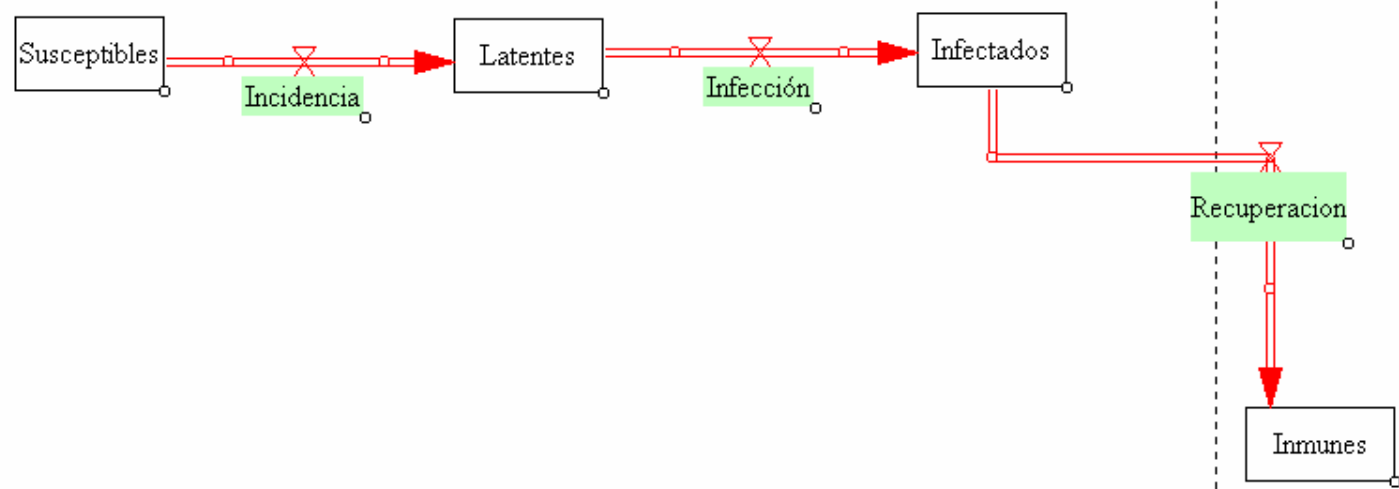 Susceptibles
Incidencia
Latentes
Infección
Infectados
Recuperacion
Inmunes